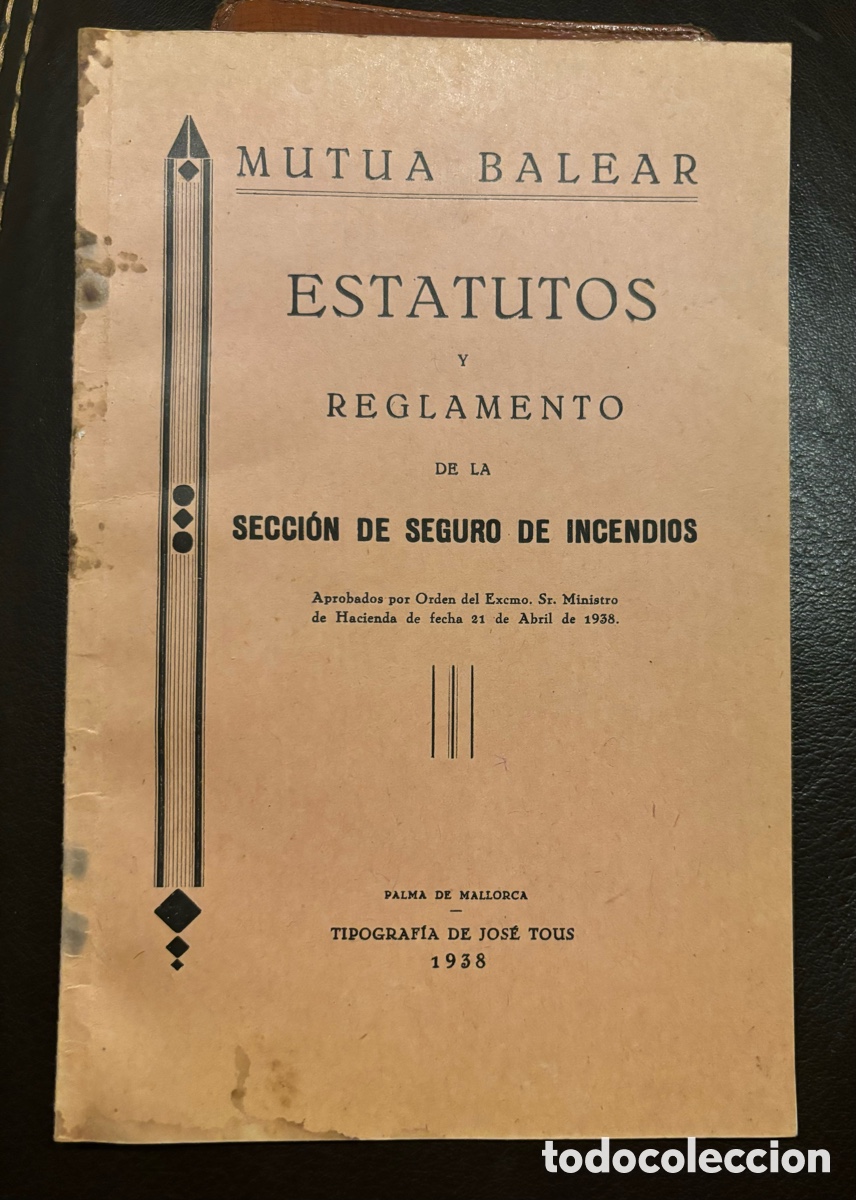 MUTUA BALEAR
ESTATUTOS
Y
REGLAMENTO
DE LA
SECCIÓN DE SEGURO DE INCENDIOS
Aprobados por Orden del Excmo. Sr. Ministro
de Hacienda de fecha 21 de Abril de 1938.
PALMA DE MALLORCA
TIPOGRAFÍA DE JOSÉ TOUS
1938
todocoleccion